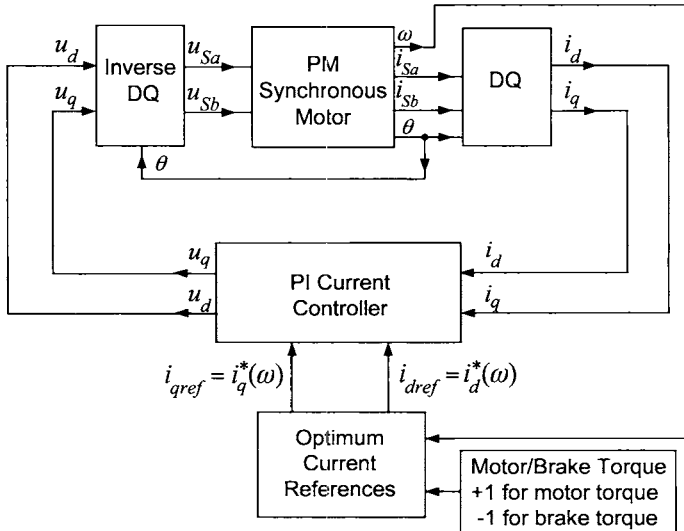 u_d
u_q
Inverse
DQ
u_Sa
u_Sb
PM
Synchronous
Motor
ω
i_Sa
i_Sb
θ
DQ
i_d
i_q
θ
u_q
u_d
PI Current
Controller
i_d
i_q
i_qref = i_q^*(ω)
i_dref = i_d^*(ω)
Optimum
Current
References
Motor/Brake Torque
+1 for motor torque
-1 for brake torque